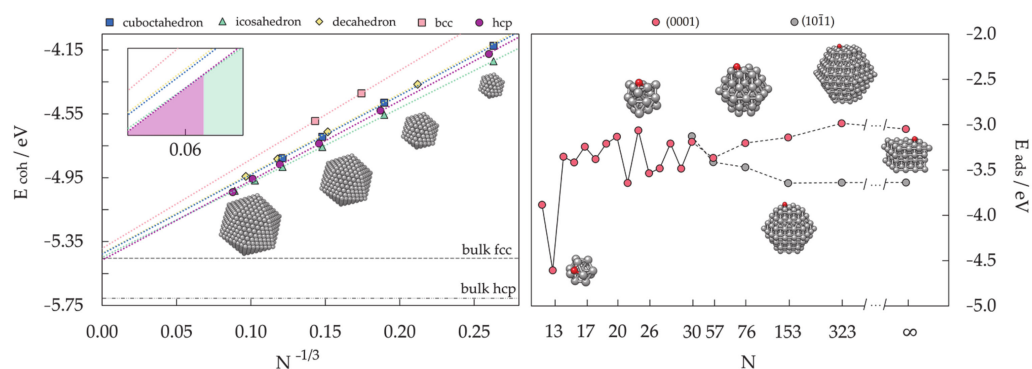 cuboctahedron icosahedron decahedron bcc hcp
−4.15
−4.55
−4.95
−5.35
−5.75
E coh / eV
0.06
bulk fcc
bulk hcp
0.00 0.05 0.10 0.15 0.20 0.25
N −1/3
(0001) (101̄1)
−2.0
−2.5
−3.0
−3.5
−4.0
−4.5
−5.0
E ads / eV
13 17 20 26 30 57 76 153 323 ... ∞
N